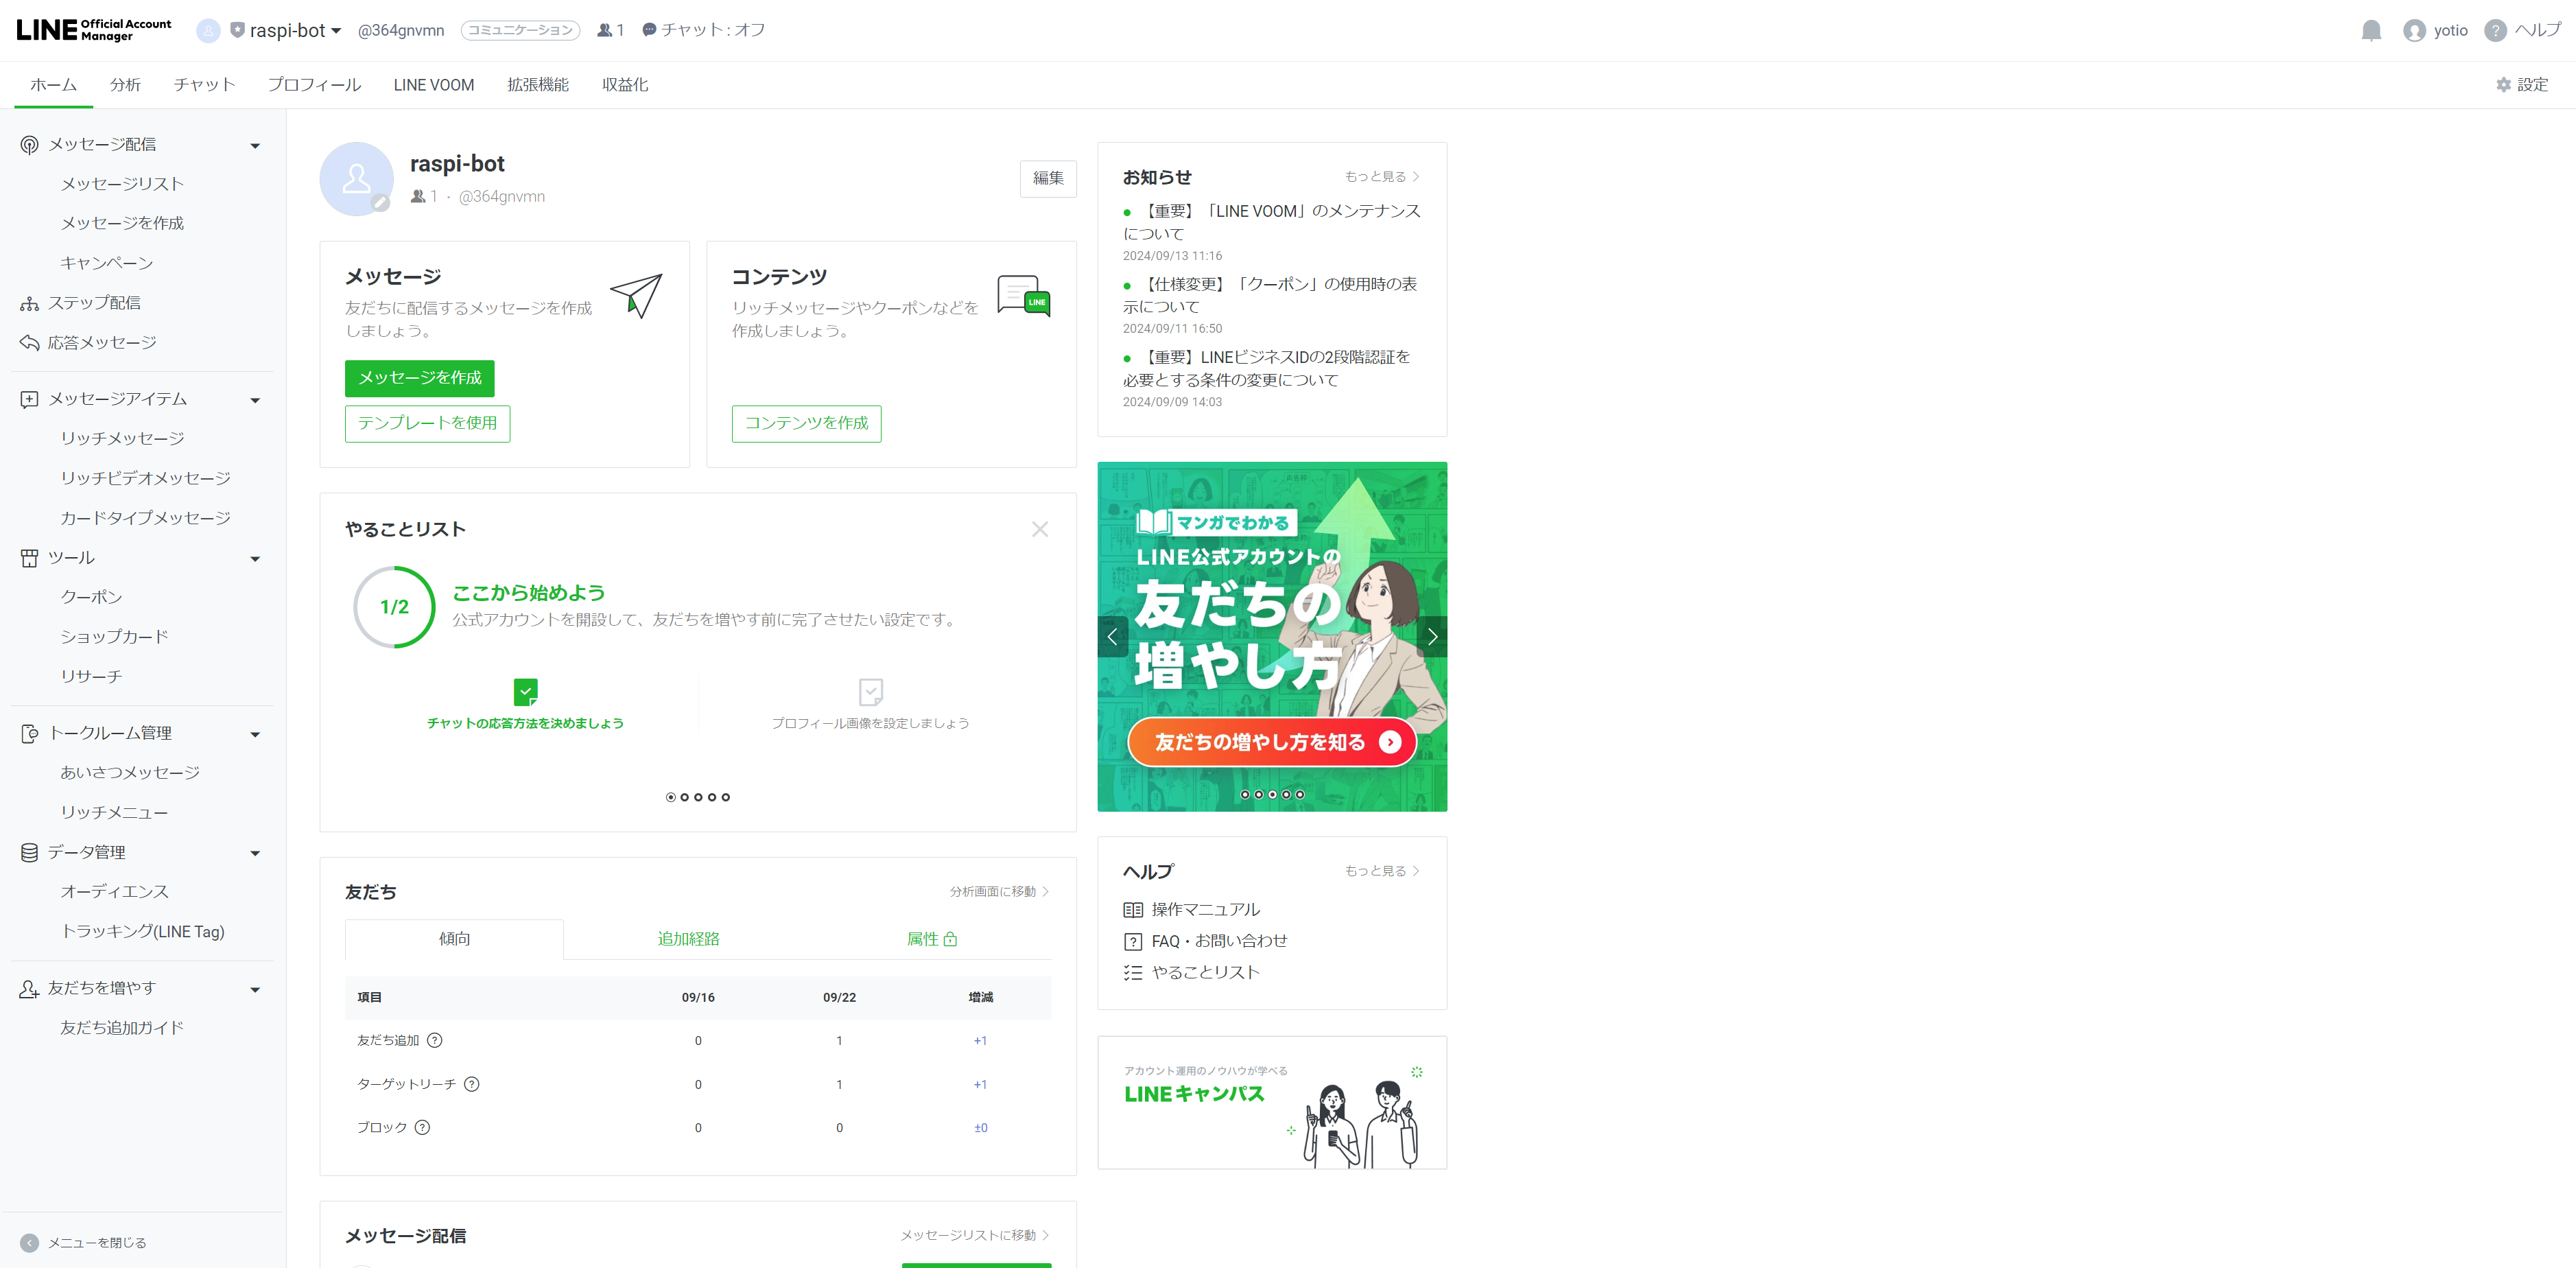 LINE Official Account Manager
raspi-bot
@364gnvmn
コミュニケーション
1
チャット : オフ
yotio
ヘルプ
ホーム
分析
チャット
プロフィール
LINE VOOM
拡張機能
収益化
設定
メッセージ配信
メッセージリスト
メッセージを作成
キャンペーン
ステップ配信
応答メッセージ
メッセージアイテム
リッチメッセージ
リッチビデオメッセージ
カードタイプメッセージ
ツール
クーポン
ショップカード
リサーチ
トークルーム管理
あいさつメッセージ
リッチメニュー
データ管理
オーディエンス
トラッキング(LINE Tag)
友だちを増やす
友だち追加ガイド
メニューを閉じる
raspi-bot
1 ・ @364gnvmn
編集
メッセージ
友だちに配信するメッセージを作成
しましょう。
メッセージを作成
テンプレートを使用
コンテンツ
リッチメッセージやクーポンなどを
作成しましょう。
LINE
コンテンツを作成
やることリスト
1/2
ここから始めよう
公式アカウントを開設して、友だちを増やす前に完了させたい設定です。
チャットの応答方法を決めましょう
プロフィール画像を設定しましょう
友だち
分析画面に移動
傾向
追加経路
属性
項目 09/16 09/22 増減
友だち追加 ? 0 1 +1
ターゲットリーチ ? 0 1 +1
ブロック ? 0 0 ±0
メッセージ配信
メッセージリストに移動
お知らせ
もっと見る
【重要】「LINE VOOM」のメンテナンス
について
2024/09/13 11:16
【仕様変更】「クーポン」の使用時の表
示について
2024/09/11 16:50
【重要】LINEビジネスIDの2段階認証を
必要とする条件の変更について
2024/09/09 14:03
マンガでわかる
LINE公式アカウントの
友だちの
増やし方
友だちの増やし方を知る
ヘルプ
もっと見る
操作マニュアル
FAQ・お問い合わせ
やることリスト
アカウント運用のノウハウが学べる
LINEキャンパス